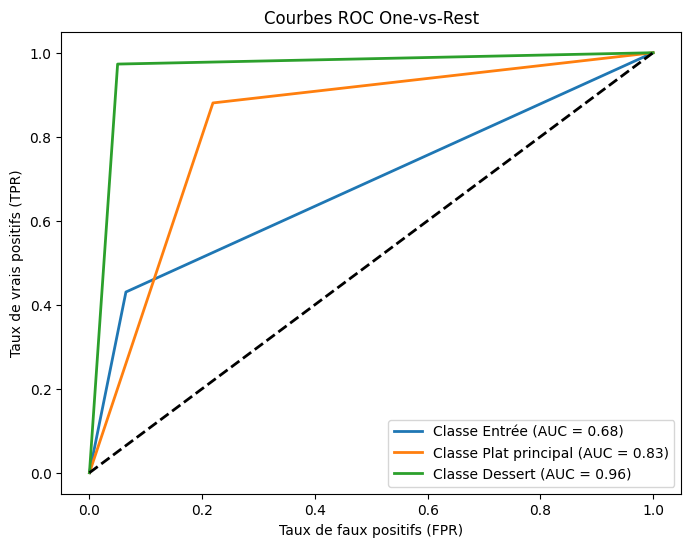 Courbes ROC One-vs-Rest
Taux de vrais positifs (TPR)
1.0
0.8
0.6
0.4
0.2
0.0
0.0 0.2 0.4 0.6 0.8 1.0
Taux de faux positifs (FPR)
Classe Entrée (AUC = 0.68)
Classe Plat principal (AUC = 0.83)
Classe Dessert (AUC = 0.96)